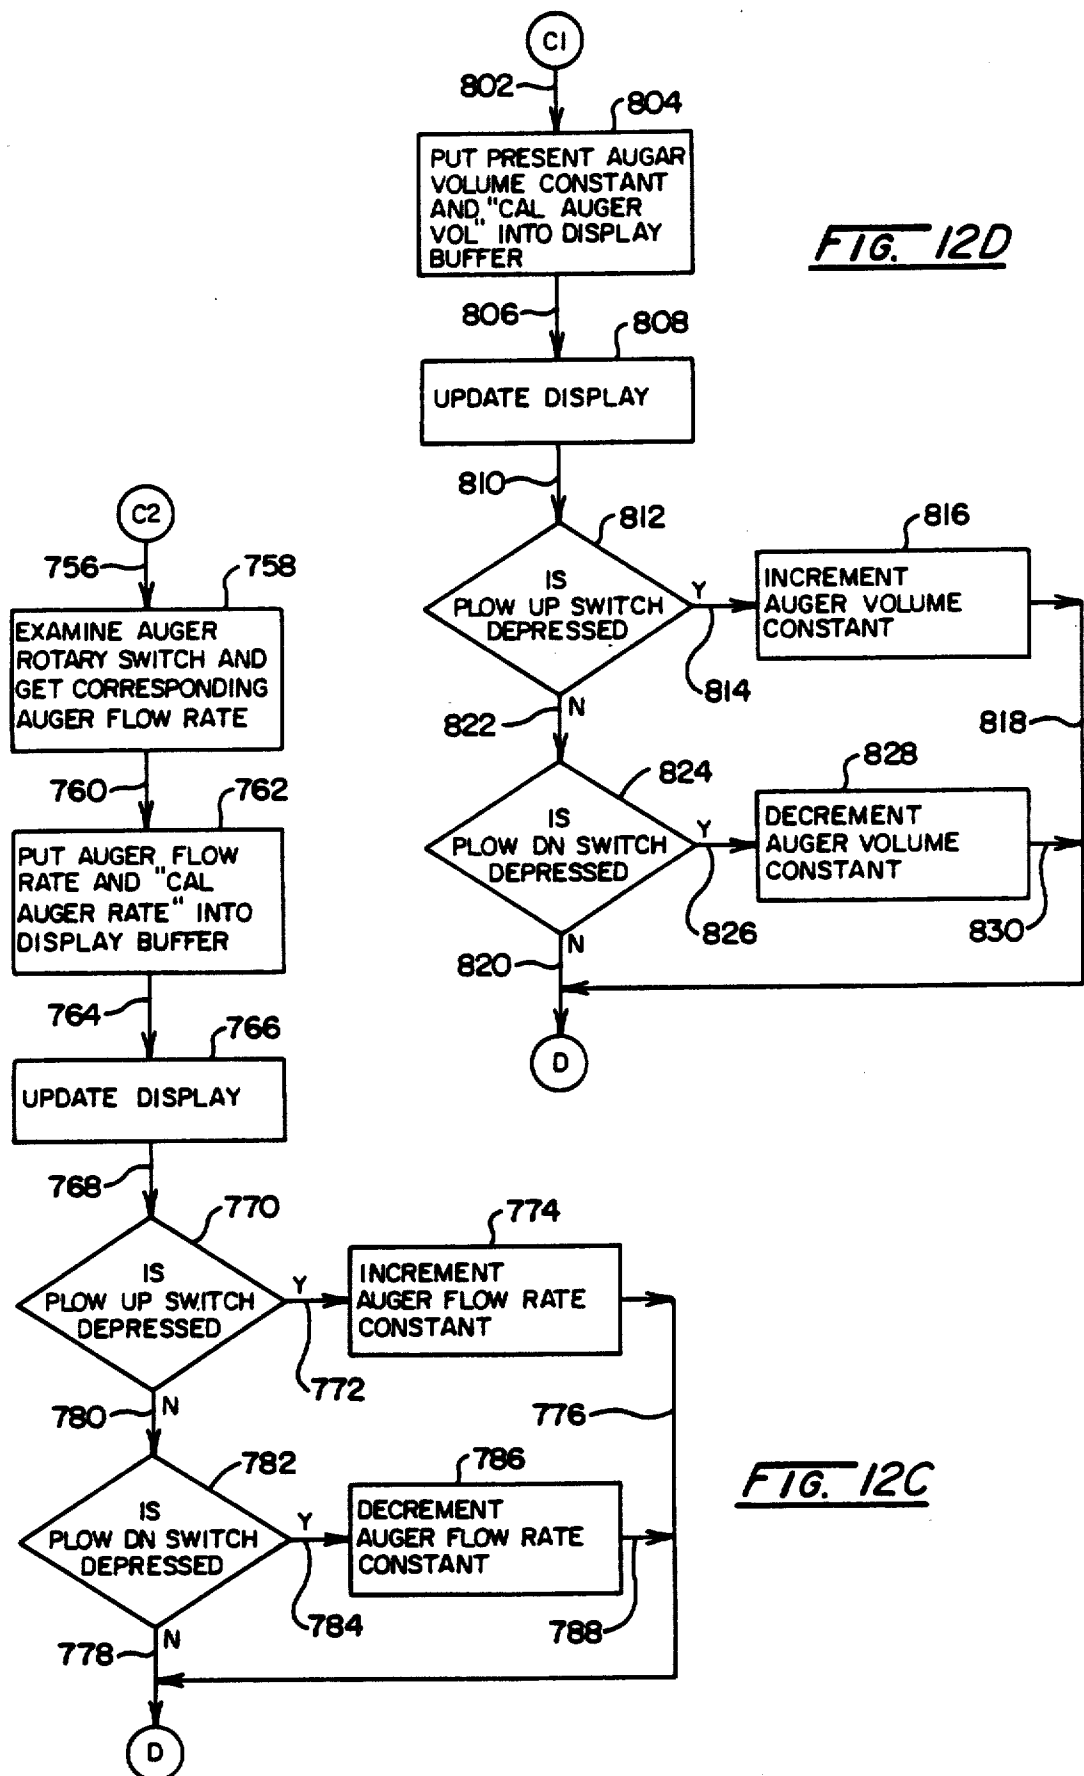 C1
802
804
PUT PRESENT AUGAR
VOLUME CONSTANT
AND "CAL AUGER
VOL" INTO DISPLAY
BUFFER
FIG. 12D
806
808
UPDATE DISPLAY
810
812
IS
PLOW UP SWITCH
DEPRESSED
Y
814
816
INCREMENT
AUGER VOLUME
CONSTANT
818
822
N
824
IS
PLOW DN SWITCH
DEPRESSED
Y
826
828
DECREMENT
AUGER VOLUME
CONSTANT
830
820
N
D
C2
756
758
EXAMINE AUGER
ROTARY SWITCH AND
GET CORRESPONDING
AUGER FLOW RATE
760
762
PUT AUGER FLOW
RATE AND "CAL
AUGER RATE" INTO
DISPLAY BUFFER
764
766
UPDATE DISPLAY
768
770
IS
PLOW UP SWITCH
DEPRESSED
Y
772
774
INCREMENT
AUGER FLOW RATE
CONSTANT
776
780
N
782
IS
PLOW DN SWITCH
DEPRESSED
Y
784
786
DECREMENT
AUGER FLOW RATE
CONSTANT
788
778
N
D
FIG. 12C